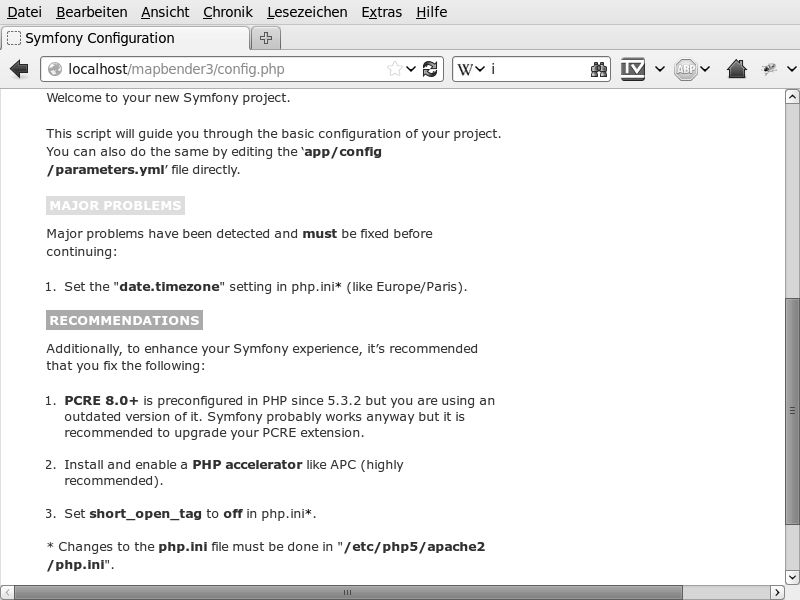 Datei Bearbeiten Ansicht Chronik Lesezeichen Extras Hilfe
Symfony Configuration
localhost/mapbender3/config.php W i TV ABP
Welcome to your new Symfony project.
This script will guide you through the basic configuration of your project.
You can also do the same by editing the ‘app/config
/parameters.yml’ file directly.
MAJOR PROBLEMS
Major problems have been detected and must be fixed before
continuing:
1. Set the "date.timezone" setting in php.ini* (like Europe/Paris).
RECOMMENDATIONS
Additionally, to enhance your Symfony experience, it’s recommended
that you fix the following:
1. PCRE 8.0+ is preconfigured in PHP since 5.3.2 but you are using an
outdated version of it. Symfony probably works anyway but it is
recommended to upgrade your PCRE extension.
2. Install and enable a PHP accelerator like APC (highly
recommended).
3. Set short_open_tag to off in php.ini*.
* Changes to the php.ini file must be done in "/etc/php5/apache2
/php.ini".